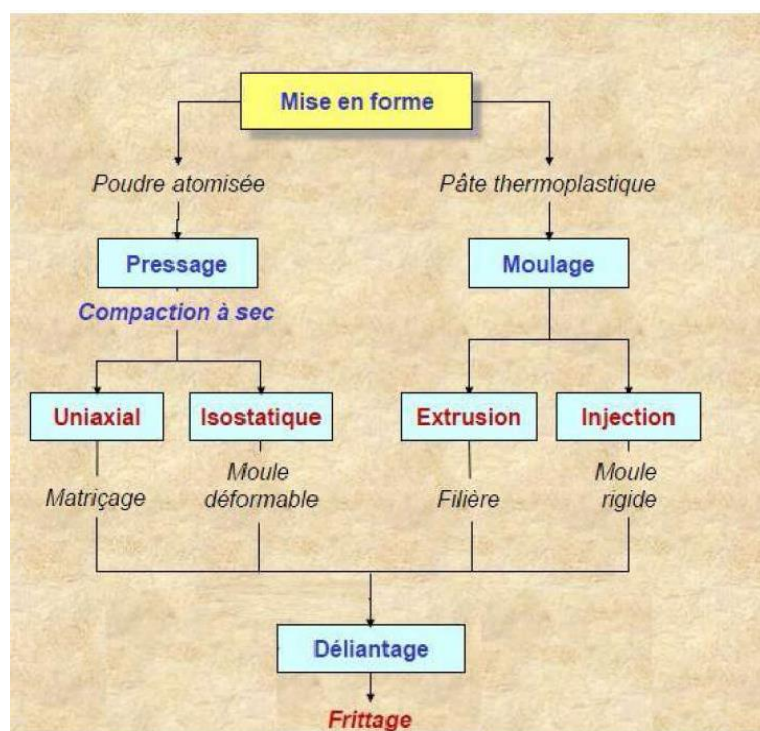 Mise en forme
Poudre atomisée
Pâte thermoplastique
Pressage
Moulage
Compaction à sec
Uniaxial
Isostatique
Extrusion
Injection
Matriçage
Moule
déformable
Filière
Moule
rigide
Déliantage
Frittage